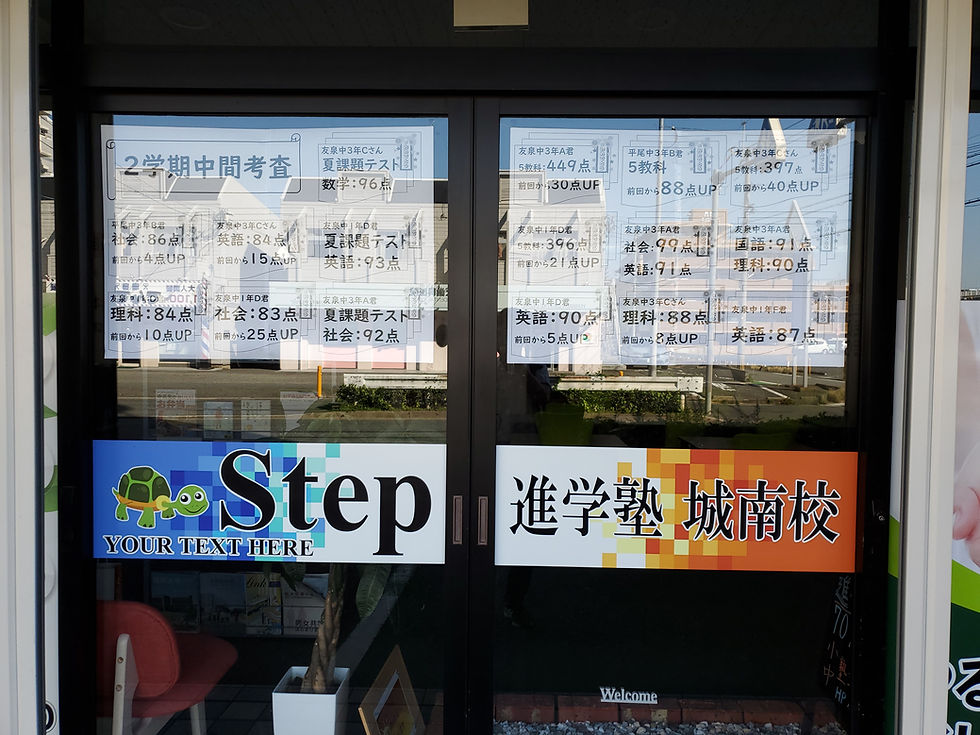 2学期中間考査
友泉中3年Cさん
夏課題テスト
数学:96点
平尾中3年B君
社会:86点
前回から4点UP
友泉中3年Cさん
英語:84点
前回から15点UP
友泉中1年D君
夏課題テスト
英語:93点
理科:84点
前回から10点UP
友泉中1年D君
社会:83点
前回から25点UP
友泉中3年A君
夏課題テスト
社会:92点
友泉中3年A君
5教科:449点
前回から30点UP
平尾中3年B君
5教科
前回から88点UP
友泉中3年Cさん
5教科:397点
前回から40点UP
友泉中1年D君
5教科:396点
前回から21点UP
友泉中3年A君
社会:99点
英語:91点
友泉中3年A君
国語:91点
理科:90点
友泉中1年D君
英語:90点
前回から5点UP
友泉中3年Cさん
理科:88点
前回から8点UP
友泉中1年F君
英語:87点
Step
YOUR TEXT HERE
進学塾 城南校
Welcome